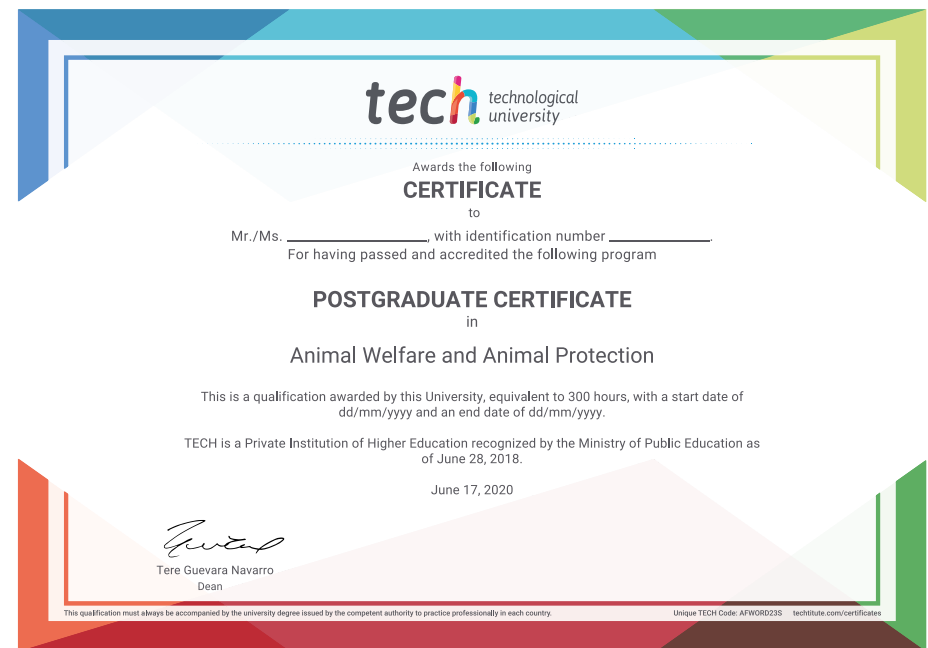 tech technological
university
Awards the following
CERTIFICATE
to
Mr./Ms. ____________________, with identification number ______________.
For having passed and accredited the following program
POSTGRADUATE CERTIFICATE
in
Animal Welfare and Animal Protection
This is a qualification awarded by this University, equivalent to 300 hours, with a start date of
dd/mm/yyyy and an end date of dd/mm/yyyy.
TECH is a Private Institution of Higher Education recognized by the Ministry of Public Education as
of June 28, 2018.
June 17, 2020
Tere Guevara Navarro
Dean
This qualification must always be accompanied by the university degree issued by the competent authority to practice professionally in each country.
Unique TECH Code: AFWORD23S techtitute.com/certificates